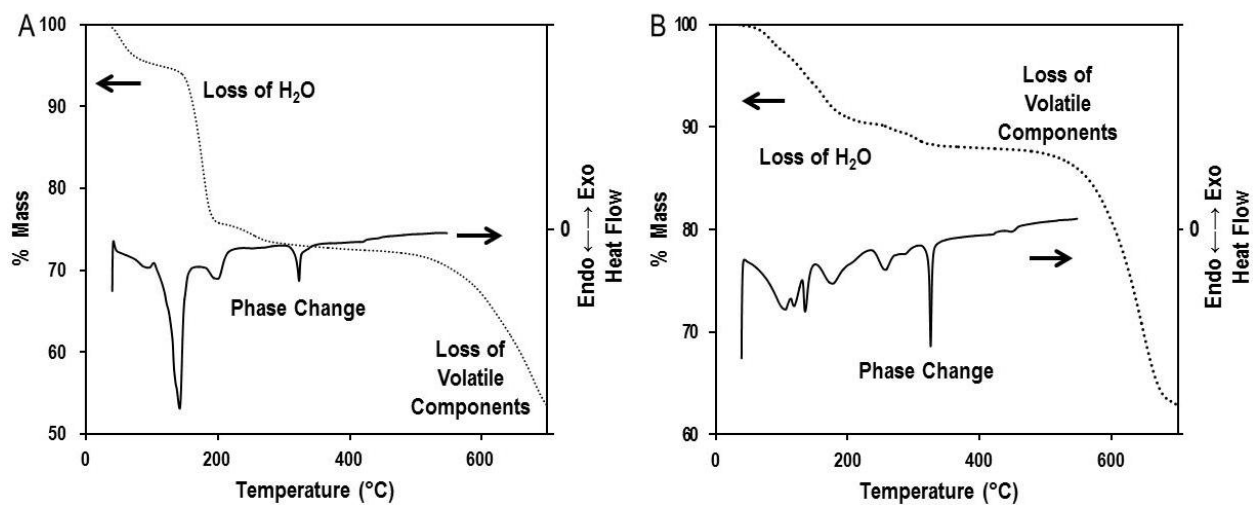 A
100
90
80
70
60
50
% Mass
Loss of H₂O
Phase Change
Loss of
Volatile
Components
0
Endo ←→ Exo
Heat Flow
0
200
400
600
Temperature (°C)
B
100
90
80
70
60
% Mass
Loss of H₂O
Loss of
Volatile
Components
Phase Change
0
Endo ←→ Exo
Heat Flow
0
200
400
600
Temperature (°C)